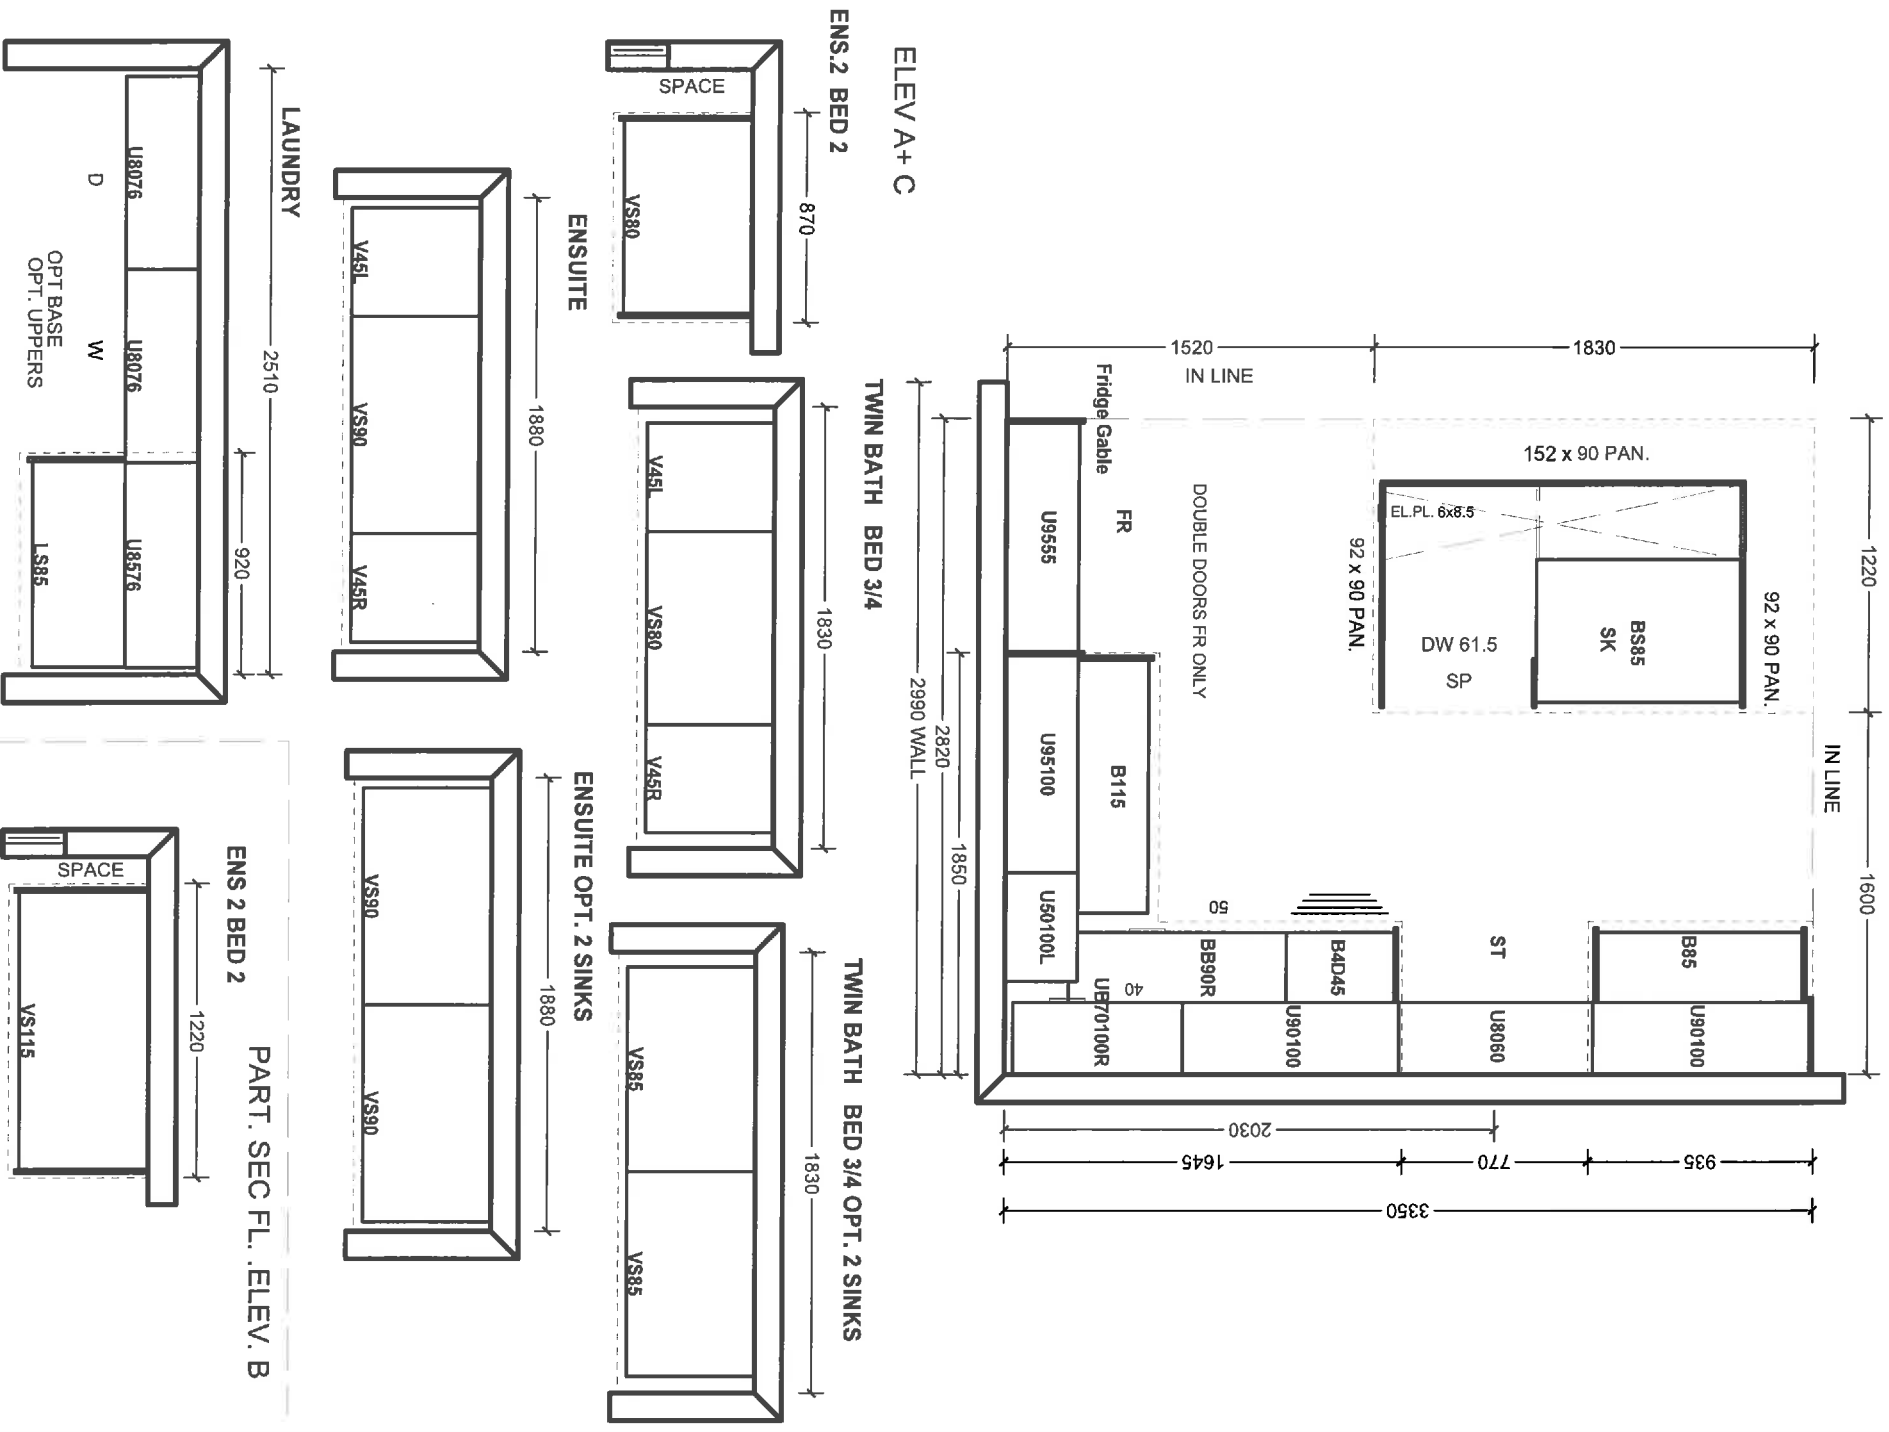 ELEV A+ C
ENS.2 BED 2
SPACE
870
VS80
TWIN BATH BED 3/4
1830
V45L
VS80
V45R
TWIN BATH BED 3/4 OPT. 2 SINKS
1830
VS85
VS85
ENSUITE
1880
V45L
VS90
V45R
ENSUITE OPT. 2 SINKS
1880
VS90
VS90
LAUNDRY
2510
920
U8076
U8076
U8576
D
W
LS85
OPT BASE
OPT. UPPERS
PART. SEC FL. .ELEV. B
ENS 2 BED 2
1220
SPACE
VS115
1520
IN LINE
1830
1220
1600
IN LINE
152 x 90 PAN.
92 x 90 PAN.
92 x 90 PAN.
EL.PL. 6x8.5
DW 61.5
SP
BS85
SK
Fridge Gable
FR
DOUBLE DOORS FR ONLY
U9555
U95100
U50100L
B115
50
40
BB90R
B4D45
ST
B85
UB70100R
U90100
U8060
U90100
2990 WALL
2820
1850
2030
1645
770
935
3350